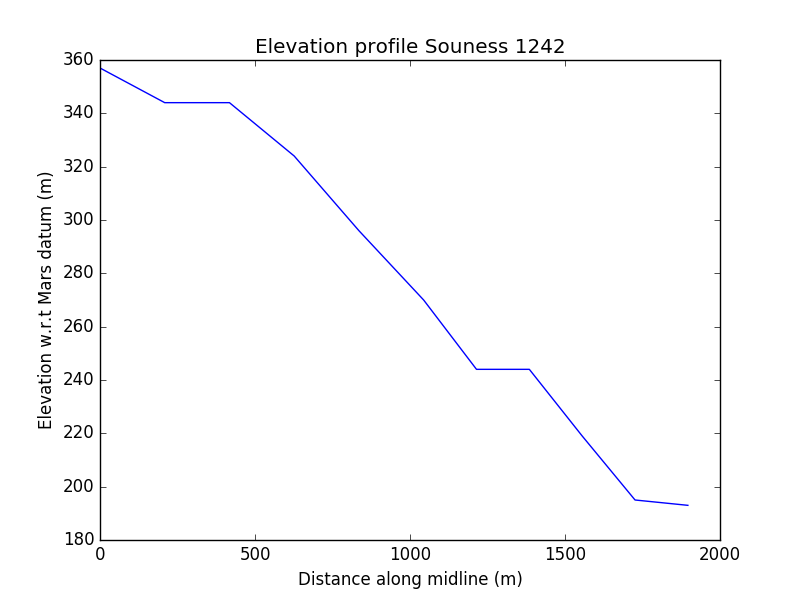 Elevation profile Souness 1242
360
340
320
300
280
260
240
220
200
180
Elevation w.r.t Mars datum (m)
0 500 1000 1500 2000
Distance along midline (m)